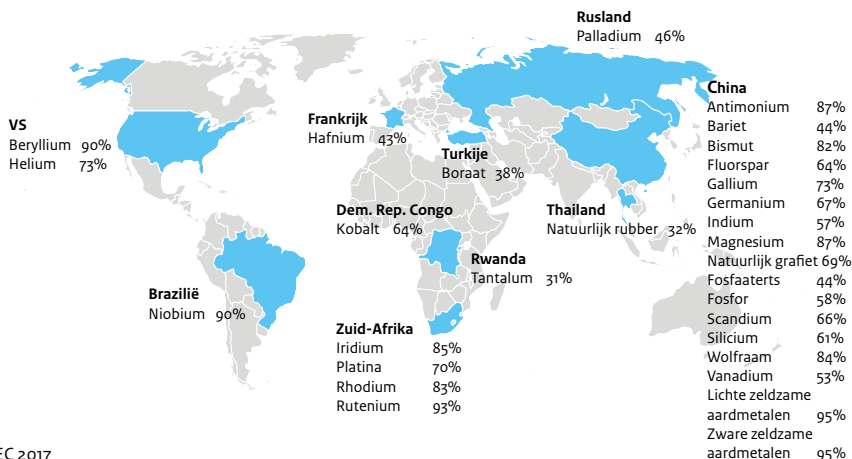 Rusland
Palladium 46%
VS
Beryllium 90%
Helium 73%
Frankrijk
Hafnium 43%
Turkije
Boraat 38%
Dem. Rep. Congo
Kobalt 64%
Thailand
Natuurlijk rubber 32%
Rwanda
Tantalum 31%
Brazilië
Niobium 90%
Zuid-Afrika
Iridium 85%
Platina 70%
Rhodium 83%
Rutenium 93%
China
Antimonium 87%
Bariet 44%
Bismut 82%
Fluorspar 64%
Gallium 73%
Germanium 67%
Indium 57%
Magnesium 87%
Natuurlijk grafiet 69%
Fosfaaterts 44%
Fosfor 58%
Scandium 66%
Silicium 61%
Wolfraam 84%
Vanadium 53%
Lichte zeldzame
aardmetalen 95%
Zware zeldzame
aardmetalen 95%
EC 2017